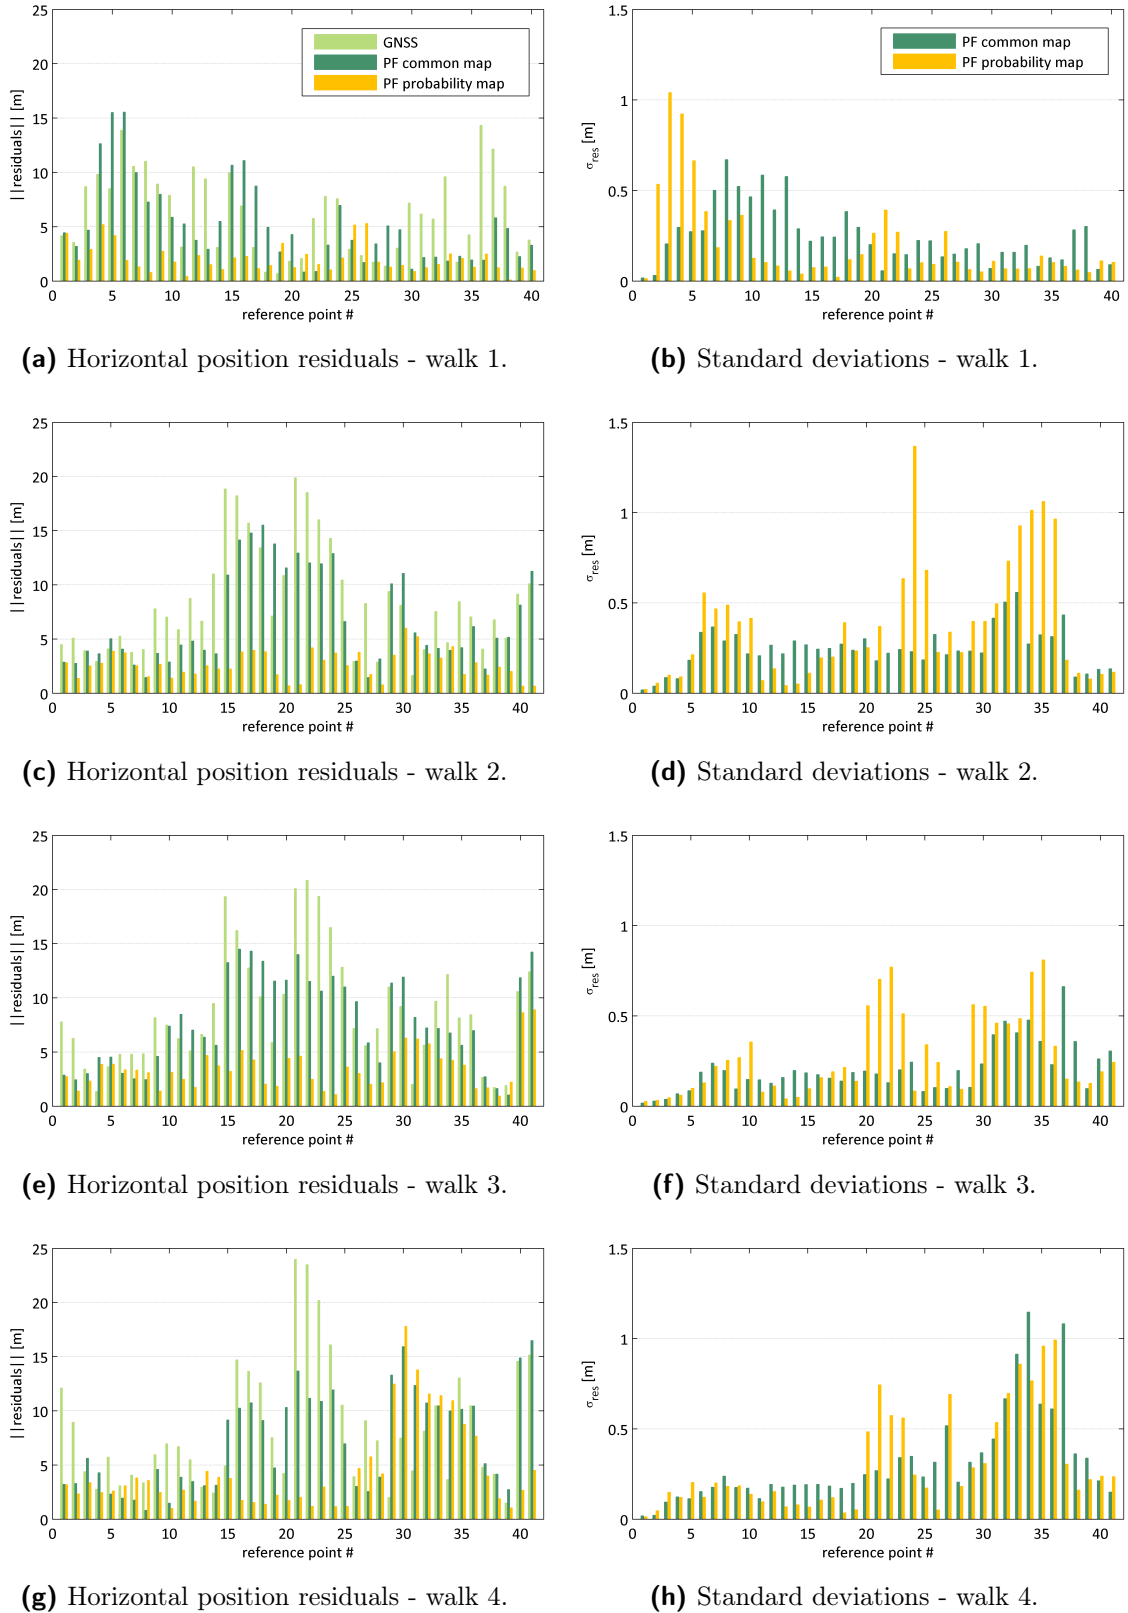 25
20
15
10
5
0
||residuals|| [m]
GNSS
PF common map
PF probability map
0 5 10 15 20 25 30 35 40
reference point #
(a) Horizontal position residuals - walk 1.
1.5
1
0.5
0
σres [m]
PF common map
PF probability map
0 5 10 15 20 25 30 35 40
reference point #
(b) Standard deviations - walk 1.
25
20
15
10
5
0
||residuals|| [m]
0 5 10 15 20 25 30 35 40
reference point #
(c) Horizontal position residuals - walk 2.
1.5
1
0.5
0
σres [m]
0 5 10 15 20 25 30 35 40
reference point #
(d) Standard deviations - walk 2.
25
20
15
10
5
0
||residuals|| [m]
0 5 10 15 20 25 30 35 40
reference point #
(e) Horizontal position residuals - walk 3.
1.5
1
0.5
0
σres [m]
0 5 10 15 20 25 30 35 40
reference point #
(f) Standard deviations - walk 3.
25
20
15
10
5
0
||residuals|| [m]
0 5 10 15 20 25 30 35 40
reference point #
(g) Horizontal position residuals - walk 4.
1.5
1
0.5
0
σres [m]
0 5 10 15 20 25 30 35 40
reference point #
(h) Standard deviations - walk 4.